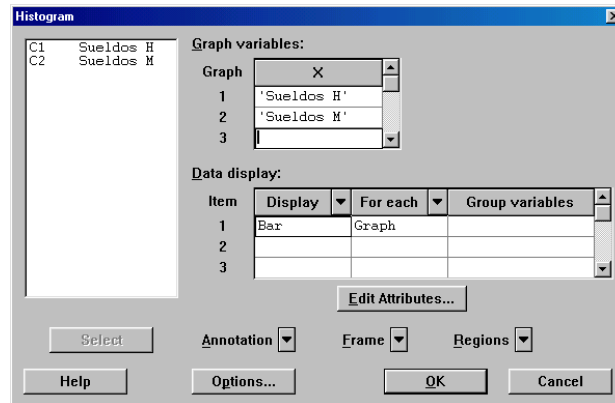 Histogram
C1 Sueldos H
C2 Sueldos M
Graph variables:
Graph X
1 'Sueldos H'
2 'Sueldos M'
3
Data display:
Item Display For each Group variables
1 Bar Graph
2
3
Edit Attributes...
Select Annotation Frame Regions
Help Options... OK Cancel